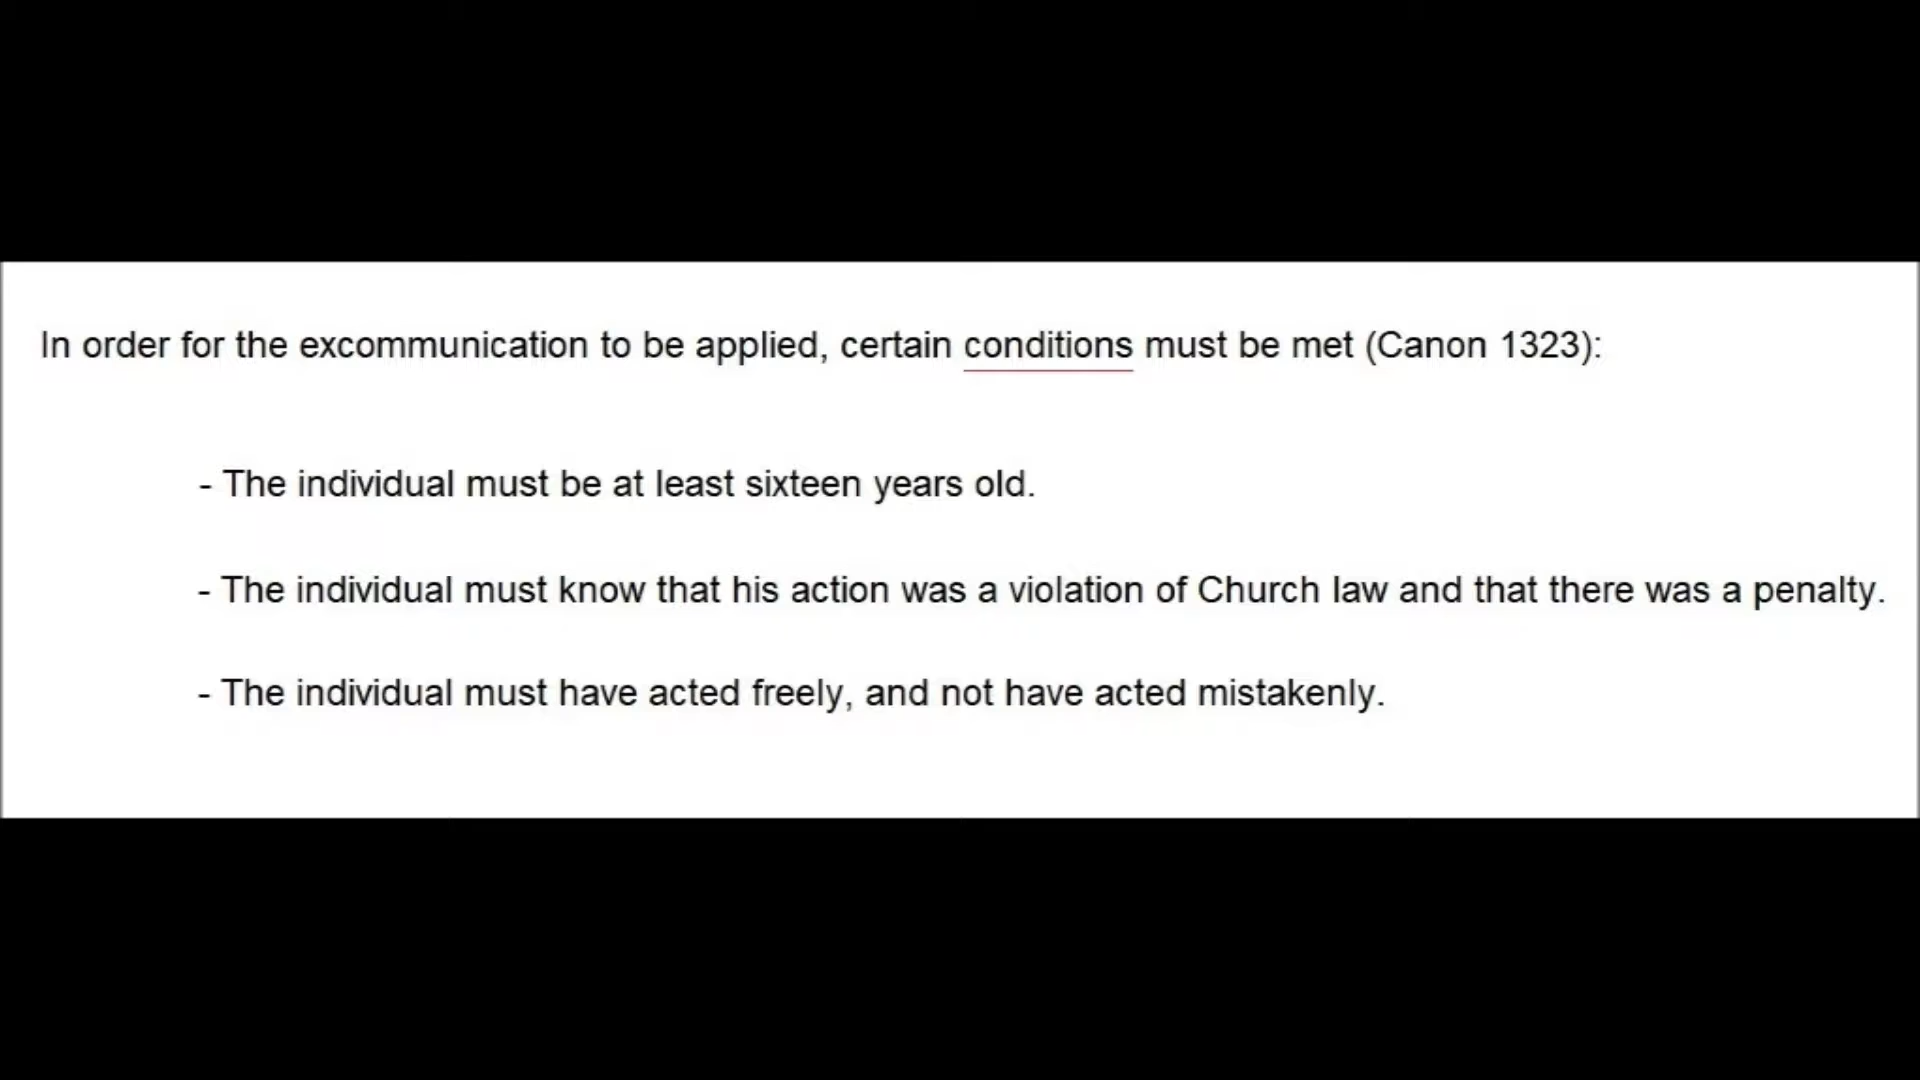 In order for the excommunication to be applied, certain conditions must be met (Canon 1323):
- The individual must be at least sixteen years old.
- The individual must know that his action was a violation of Church law and that there was a penalty.
- The individual must have acted freely, and not have acted mistakenly.